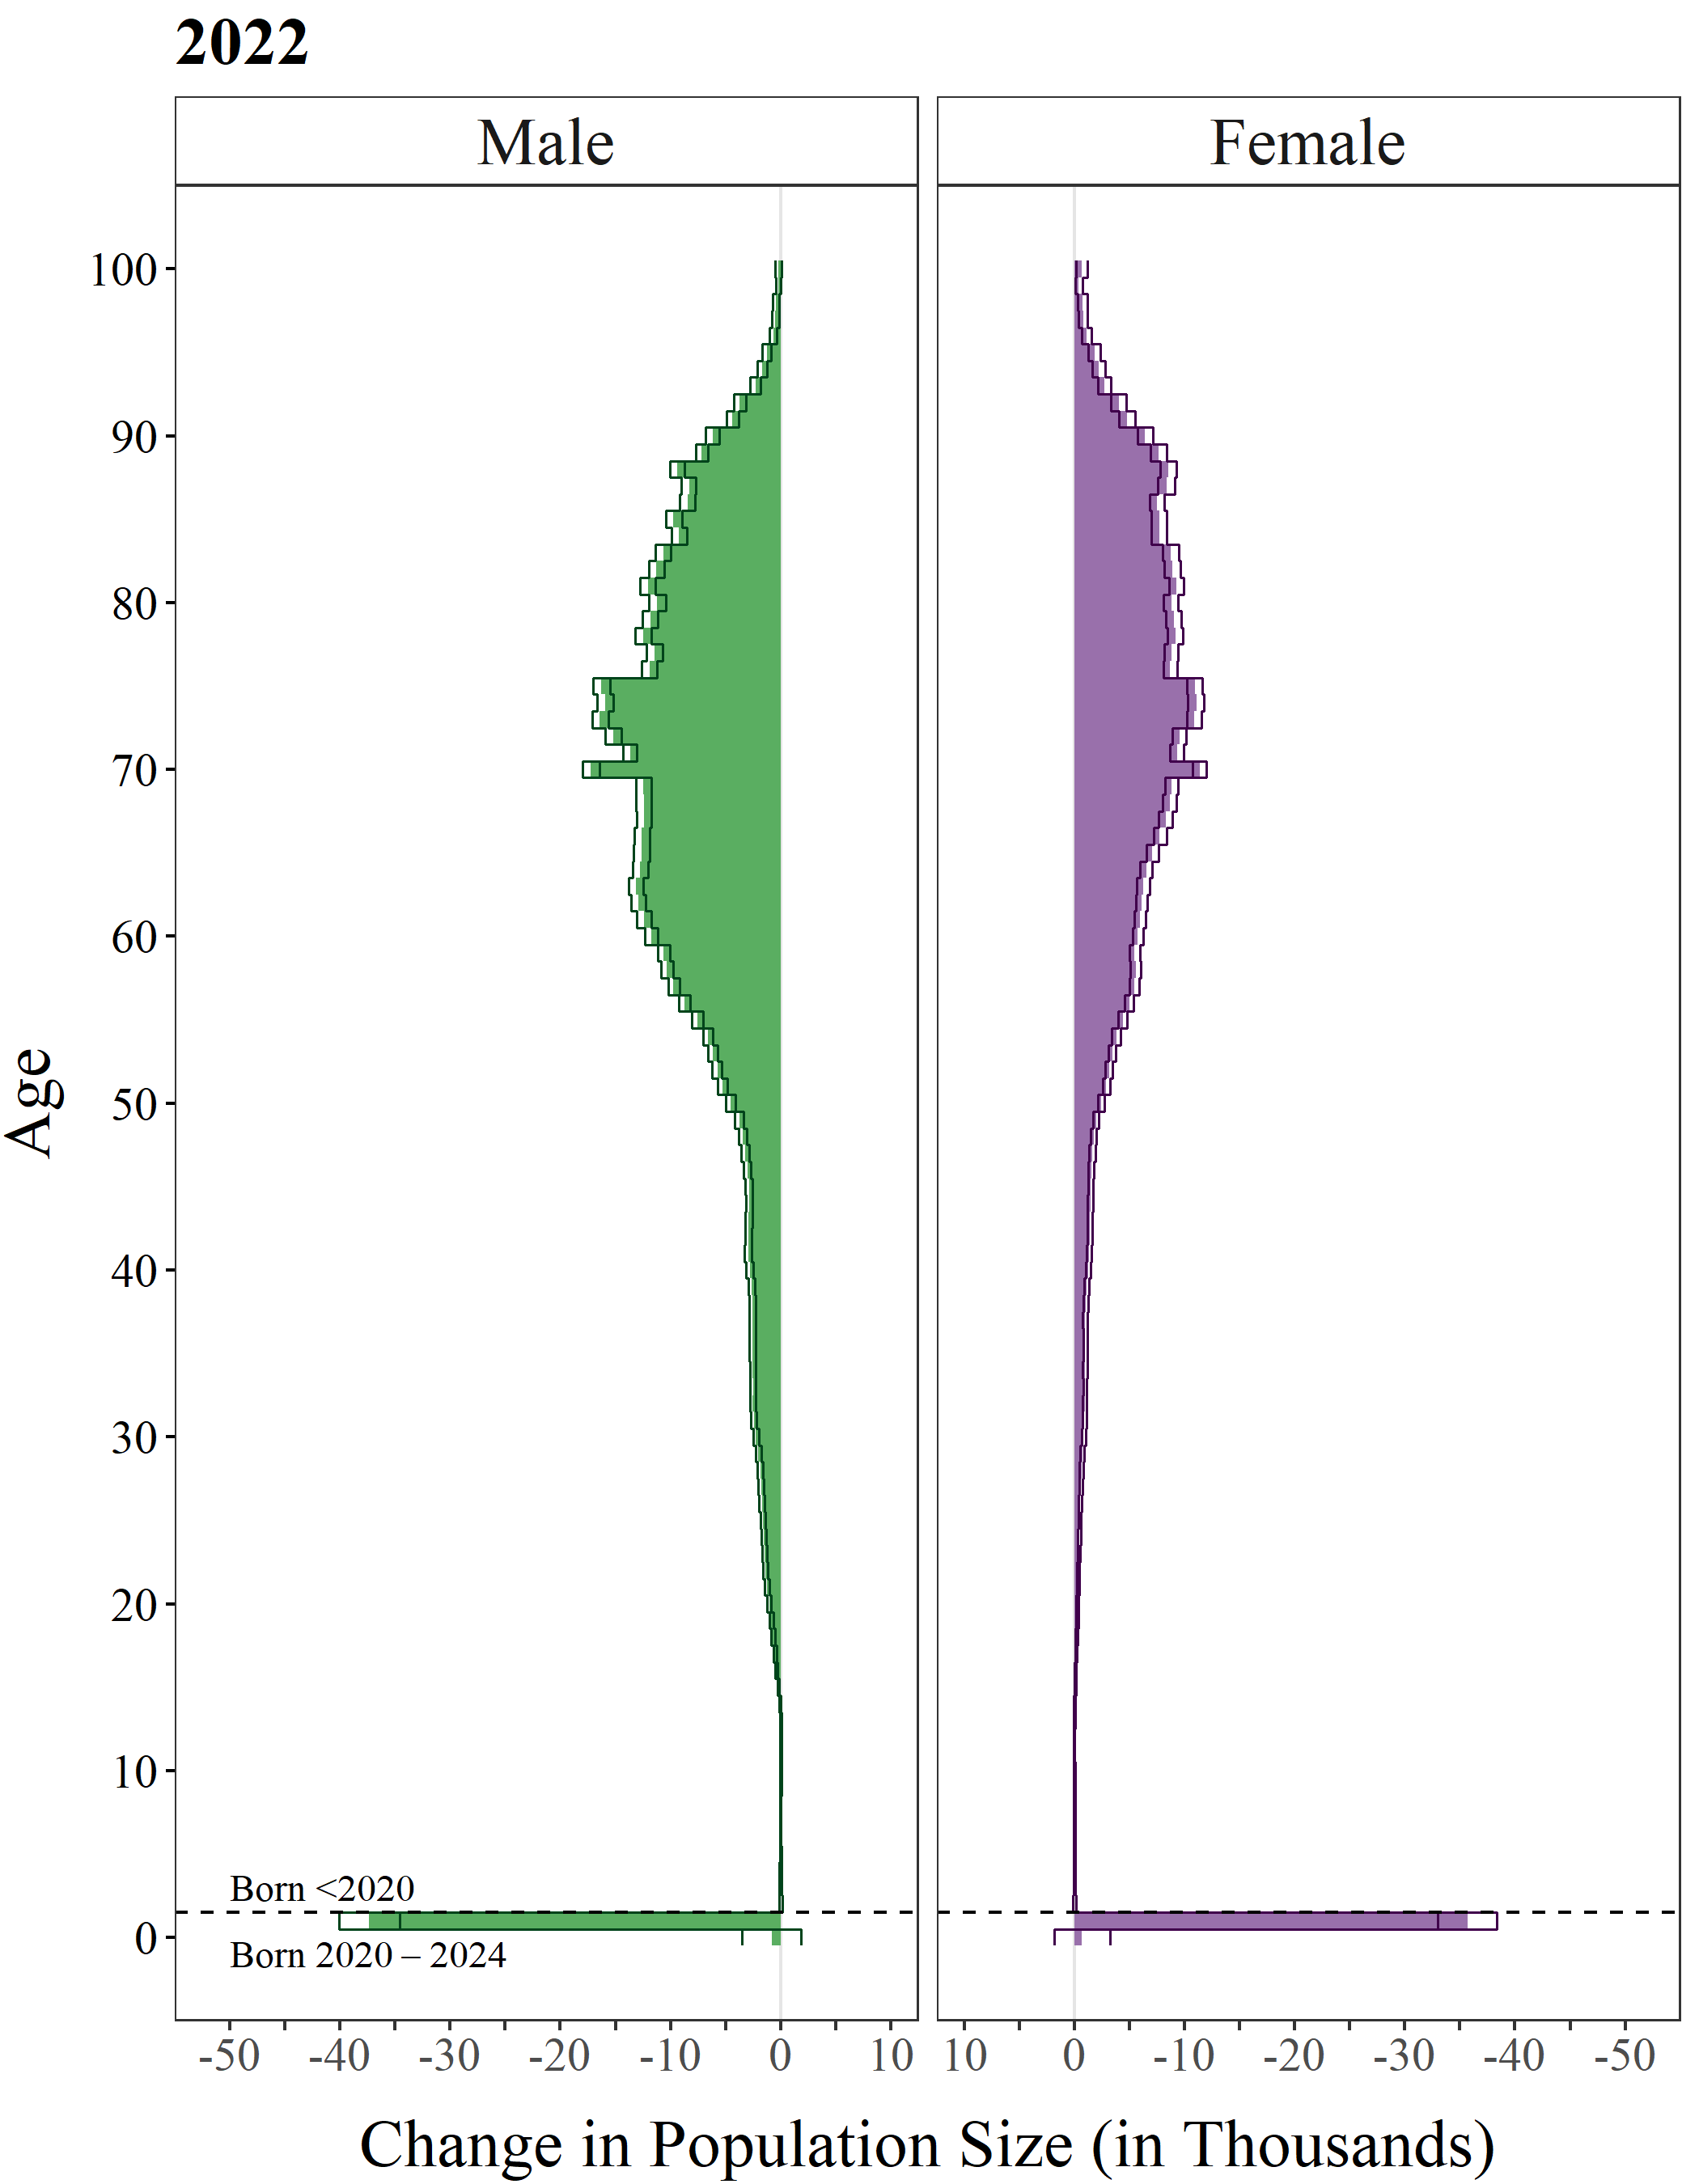 2022
Male
Female
100
90
80
70
60
50
40
30
20
10
0
Age
Born <2020
Born 2020 – 2024
-50 -40 -30 -20 -10 0 10
10 0 -10 -20 -30 -40 -50
Change in Population Size (in Thousands)